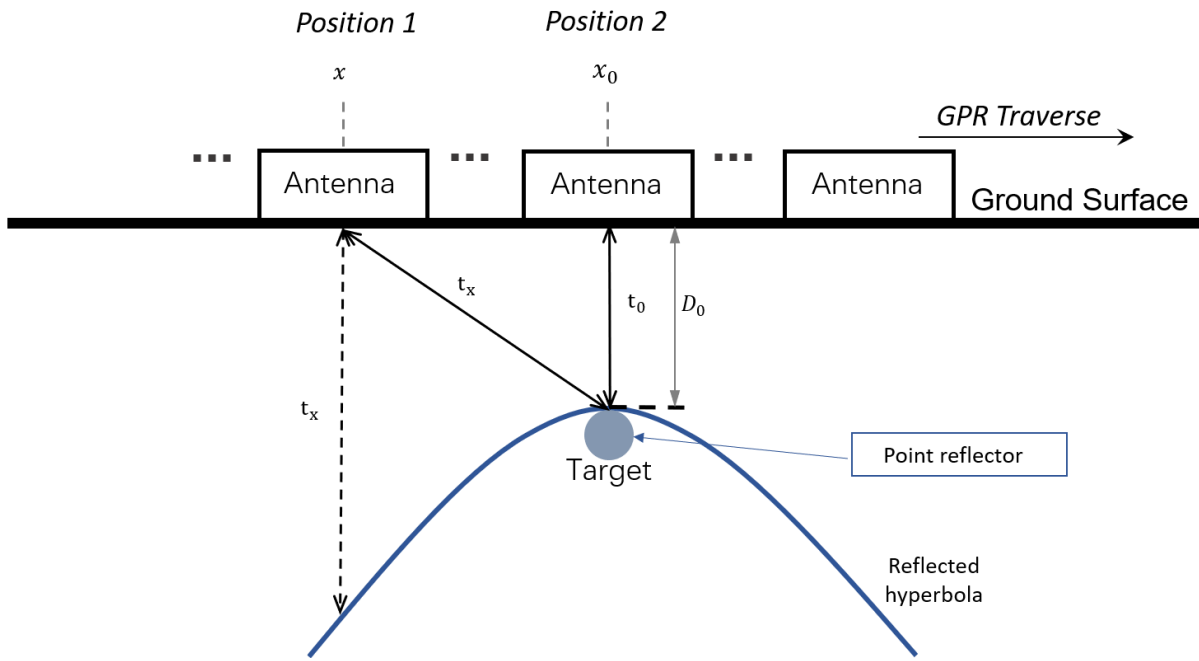 Position 1
Position 2
x
x₀
GPR Traverse
Antenna
Antenna
Antenna
Ground Surface
tₓ
t₀
D₀
tₓ
Point reflector
Target
Reflected
hyperbola